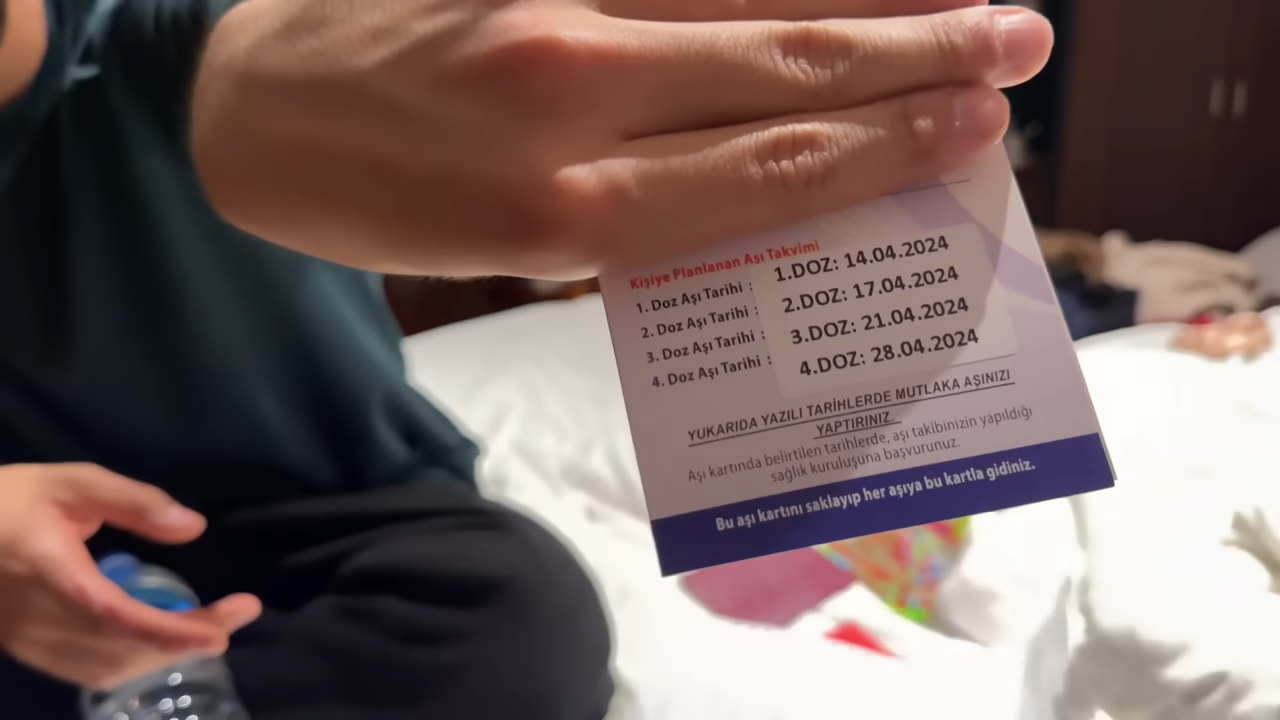 Kişiye Planlanan Aşı Takvimi
1. Doz Aşı Tarihi : 1.DOZ: 14.04.2024
2. Doz Aşı Tarihi : 2.DOZ: 17.04.2024
3. Doz Aşı Tarihi : 3.DOZ: 21.04.2024
4. Doz Aşı Tarihi : 4.DOZ: 28.04.2024
YUKARIDA YAZILI TARİHLERDE MUTLAKA AŞINIZI
YAPTIRINIZ.
Aşı kartında belirtilen tarihlerde, aşı takibinizin yapıldığı
sağlık kuruluşuna başvurunuz.
Bu aşı kartını saklayıp her aşıya bu kartla gidiniz.